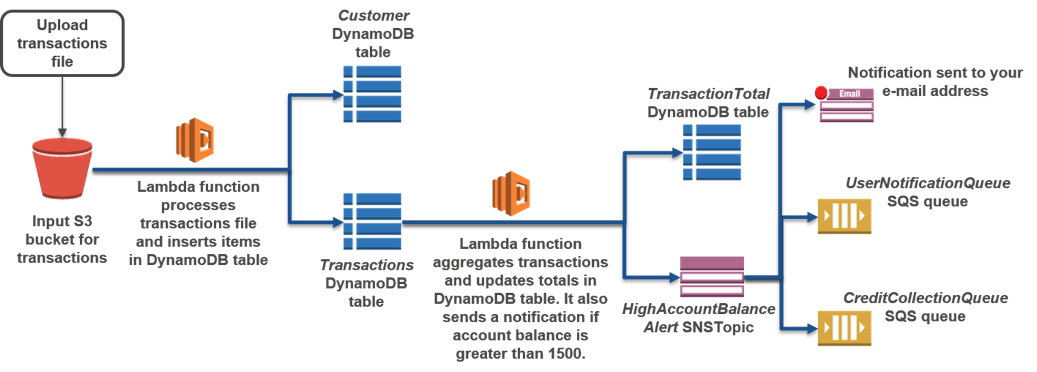 Upload
transactions
file
Input S3
bucket for
transactions
Lambda function
processes
transactions file
and inserts items
in DynamoDB table
Customer
DynamoDB
table
Transactions
DynamoDB
table
Lambda function
aggregates transactions
and updates totals in
DynamoDB table. It also
sends a notification if
account balance is
greater than 1500.
TransactionTotal
DynamoDB table
HighAccountBalance
Alert SNSTopic
Notification sent to your
e-mail address
Email
UserNotificationQueue
SQS queue
CreditCollectionQueue
SQS queue